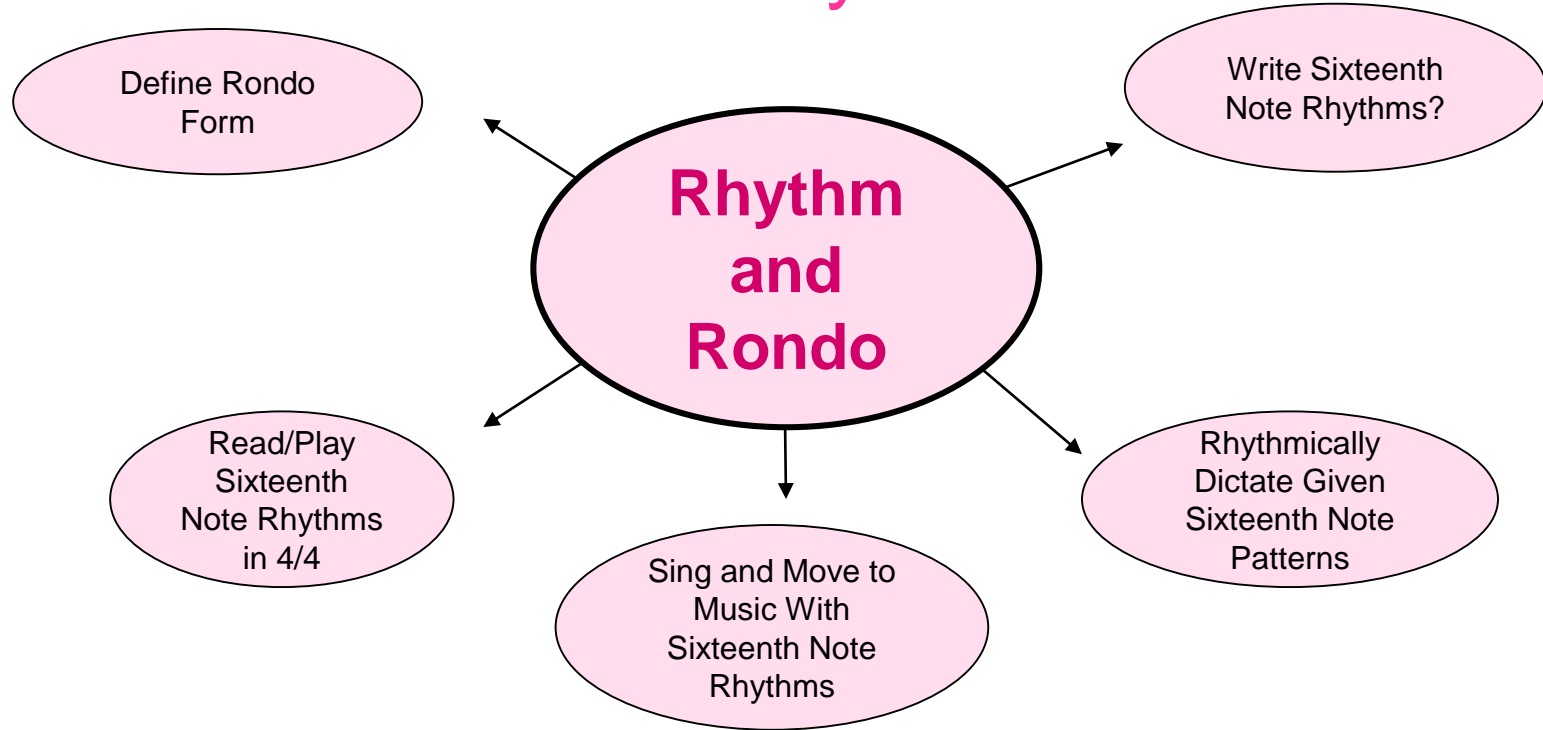 Define Rondo
Form
Write Sixteenth
Note Rhythms?
Rhythm
and
Rondo
Read/Play
Sixteenth
Note Rhythms
in 4/4
Sing and Move to
Music With
Sixteenth Note
Rhythms
Rhythmically
Dictate Given
Sixteenth Note
Patterns